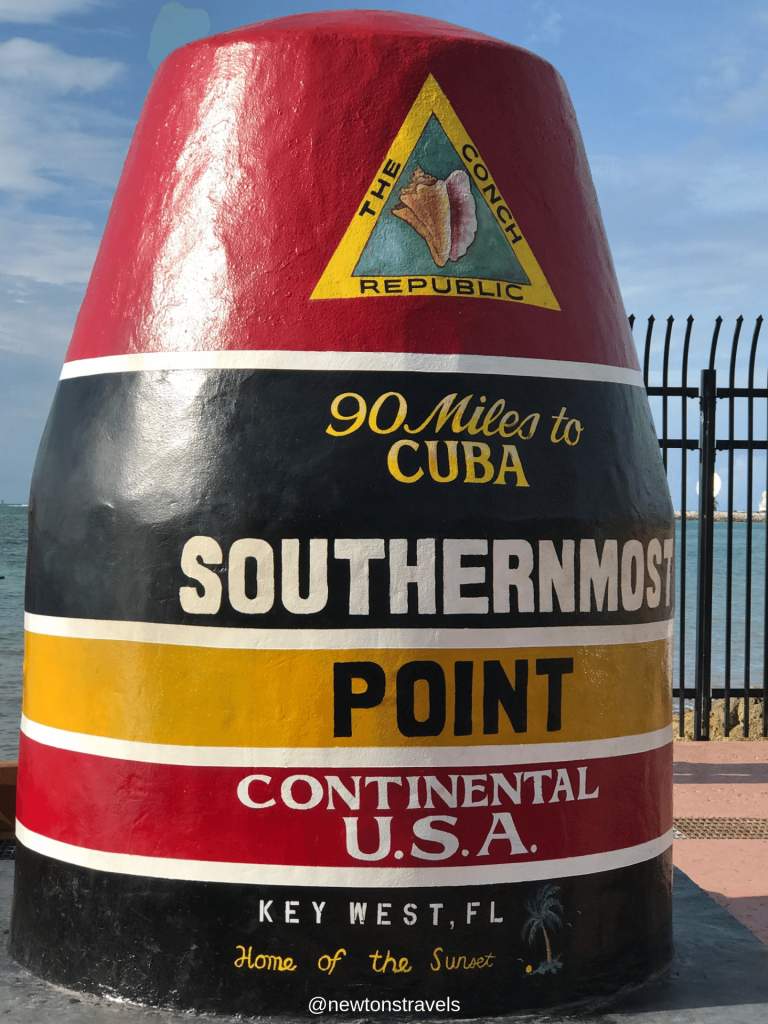 THE CONCH
REPUBLIC
90 Miles to
CUBA
SOUTHERNMOST
POINT
CONTINENTAL
U.S.A.
KEY WEST, FL
Home of the Sunset
@newtonstravels